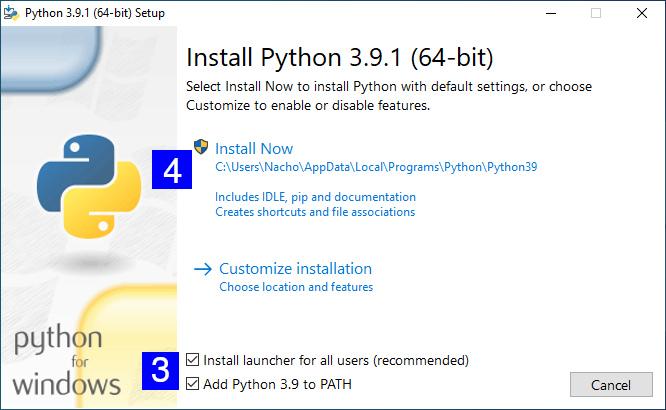 Python 3.9.1 (64-bit) Setup
Install Python 3.9.1 (64-bit)
Select Install Now to install Python with default settings, or choose
Customize to enable or disable features.
4
Install Now
C:\Users\Nacho\AppData\Local\Programs\Python\Python39
Includes IDLE, pip and documentation
Creates shortcuts and file associations
Customize installation
Choose location and features
python
for
windows
3
Install launcher for all users (recommended)
Add Python 3.9 to PATH
Cancel